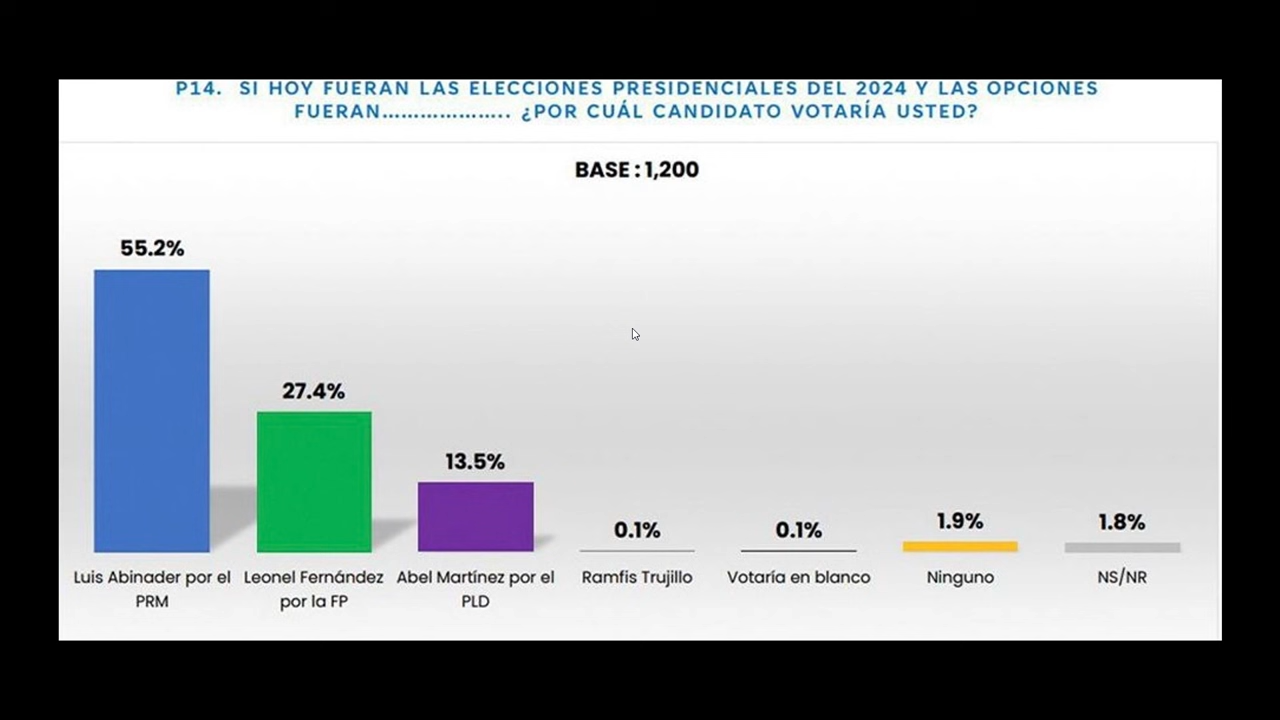 P14. SI HOY FUERAN LAS ELECCIONES PRESIDENCIALES DEL 2024 Y LAS OPCIONES
FUERAN……………….. ¿POR CUÁL CANDIDATO VOTARÍA USTED?
BASE : 1,200
55.2%
27.4%
13.5%
0.1%
0.1%
1.9%
1.8%
Luis Abinader por el
PRM
Leonel Fernández
por la FP
Abel Martínez por el
PLD
Ramfis Trujillo
Votaría en blanco
Ninguno
NS/NR